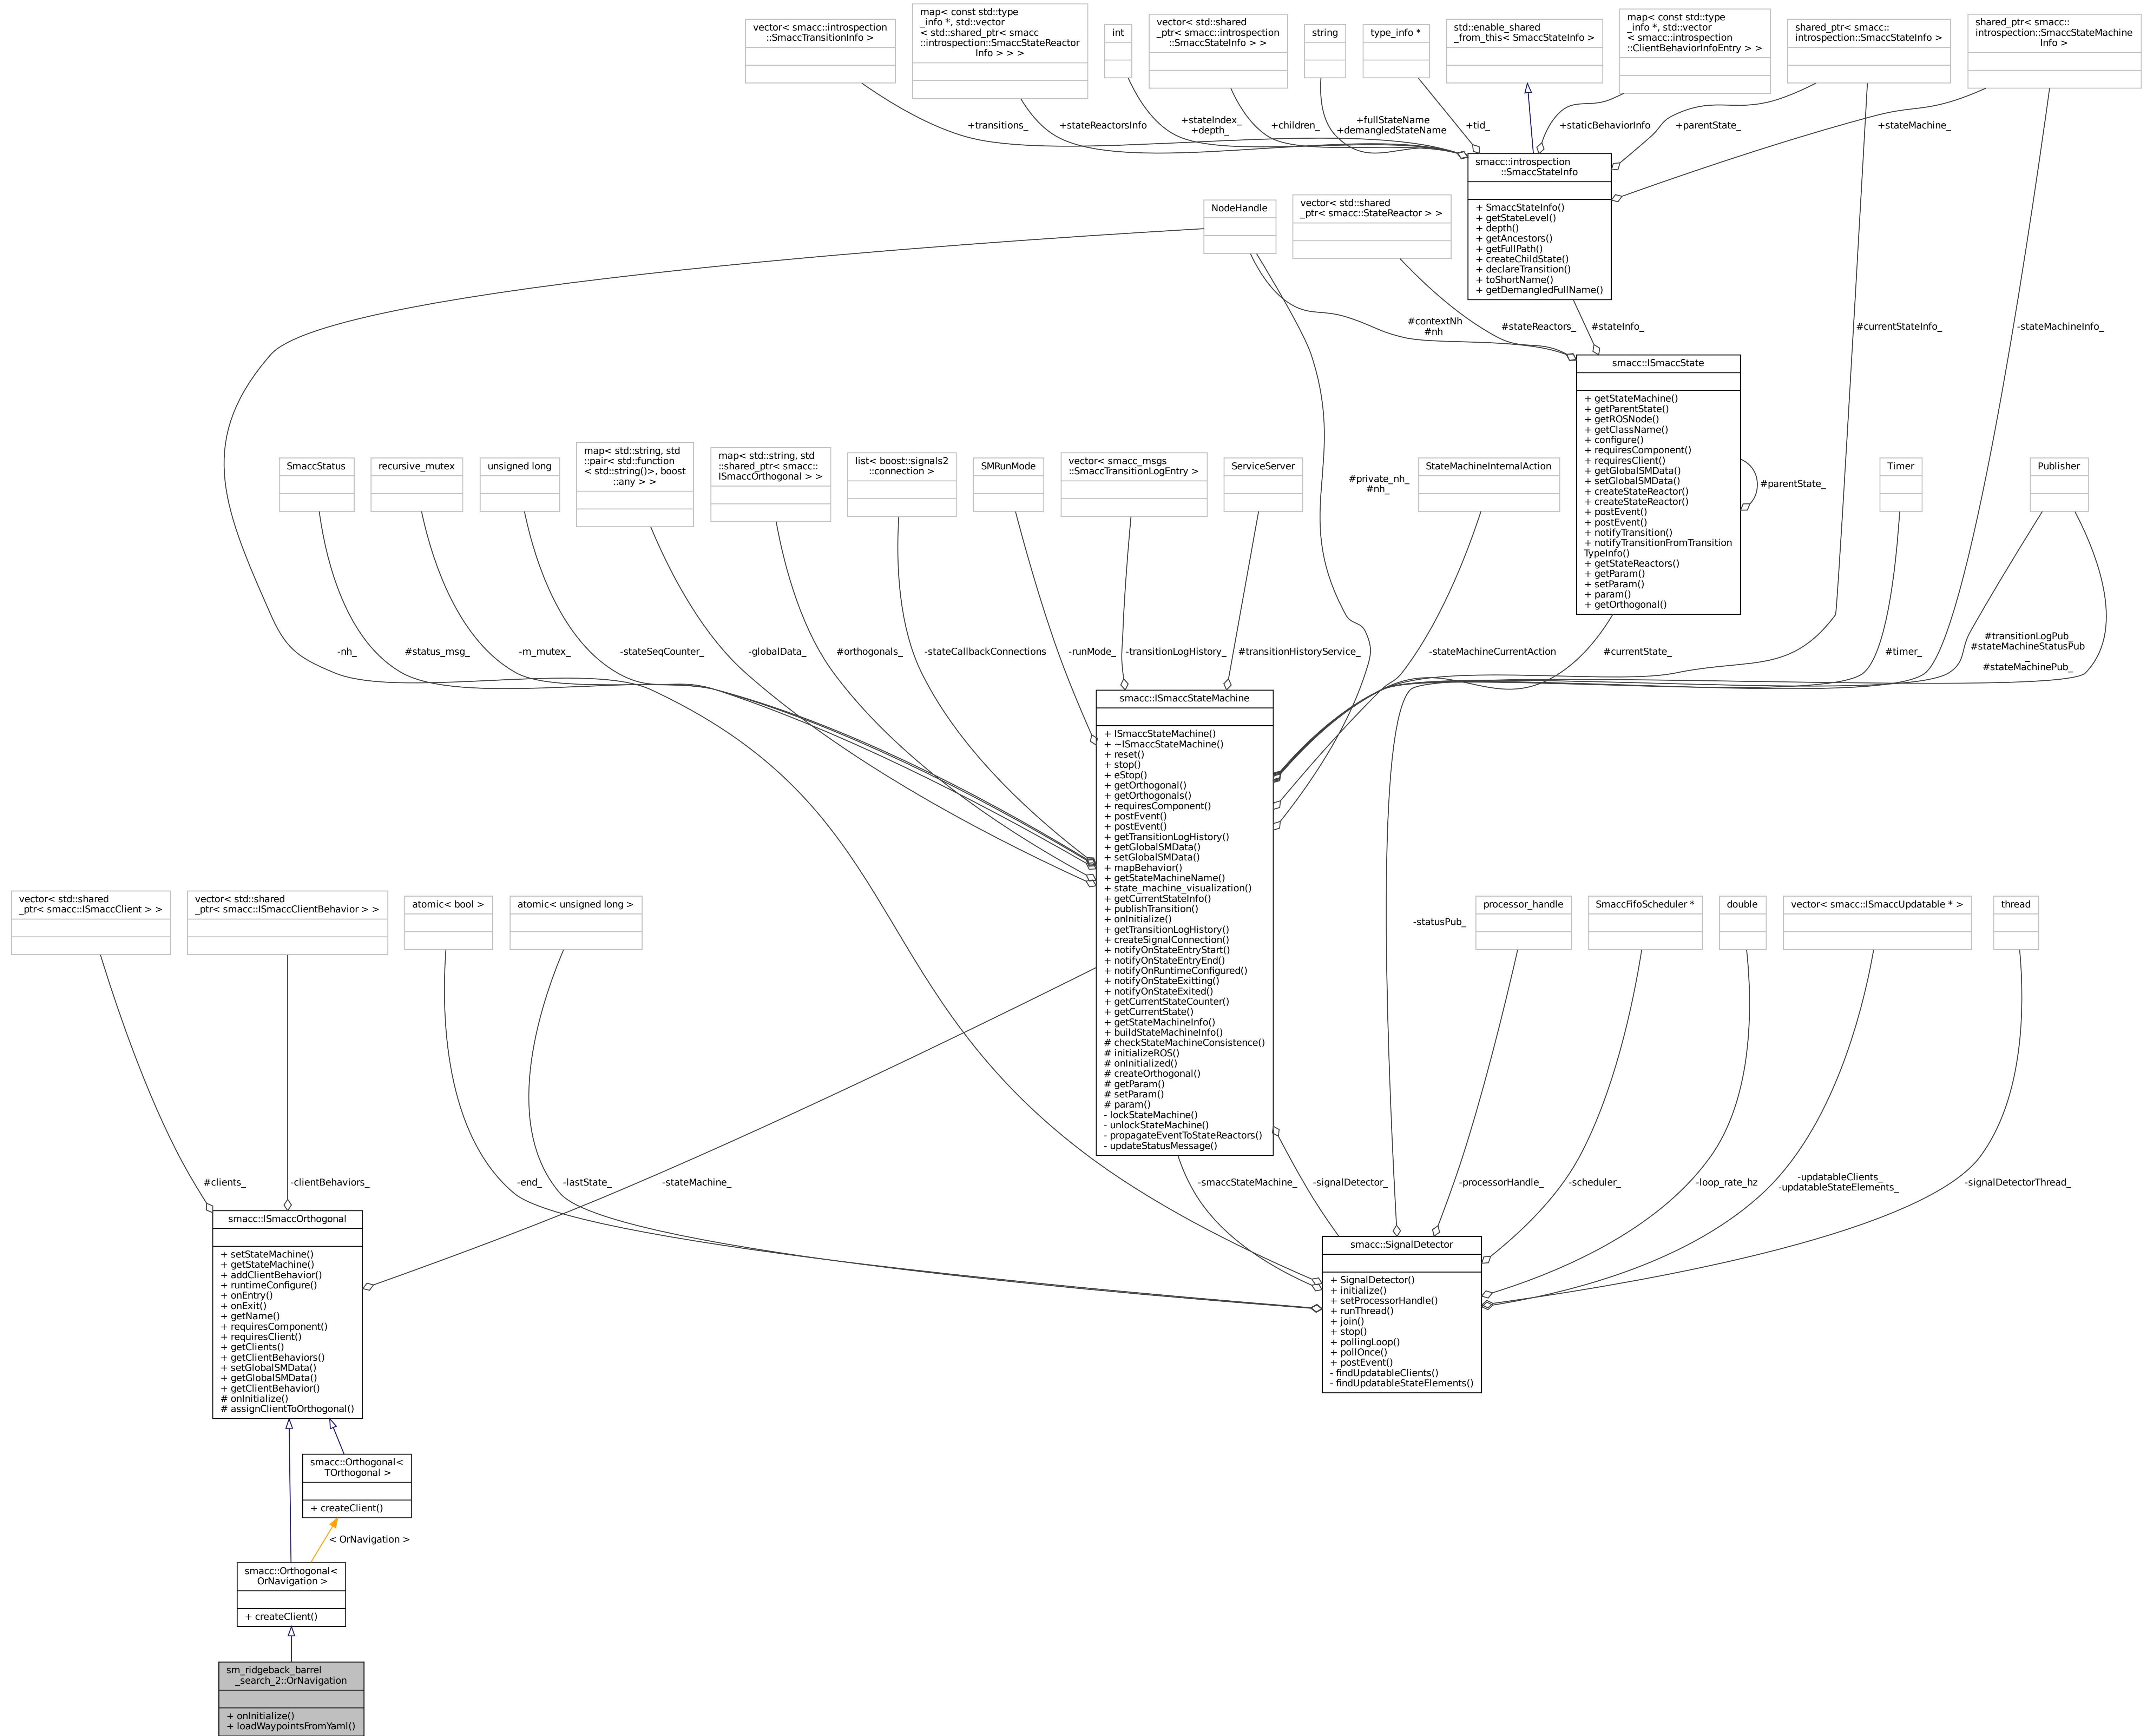 vector< smacc::introspection
::SmaccTransitionInfo >
map< const std::type
_info *, std::vector
< std::shared_ptr< smacc
::introspection::SmaccStateReactor
Info > > >
int
vector< std::shared
_ptr< smacc::introspection
::SmaccStateInfo > >
string
type_info *
std::enable_shared
_from_this< SmaccStateInfo >
map< const std::type
_info *, std::vector
< smacc::introspection
::ClientBehaviorInfoEntry > >
shared_ptr< smacc::
introspection::SmaccStateInfo >
shared_ptr< smacc::
introspection::SmaccStateMachine
Info >
+transitions_
+stateReactorsInfo
+stateIndex_
+depth_
+children_
+fullStateName
+demangledStateName
+tid_
+staticBehaviorInfo
+parentState_
+stateMachine_
smacc::introspection
::SmaccStateInfo
+ SmaccStateInfo()
+ getStateLevel()
+ depth()
+ getAncestors()
+ getFullPath()
+ createChildState()
+ declareTransition()
+ toShortName()
+ getDemangledFullName()
NodeHandle
vector< std::shared
_ptr< smacc::StateReactor > >
#contextNh
#nh
#stateReactors_
#stateInfo_
#currentStateInfo_
-stateMachineInfo_
smacc::ISmaccState
+ getStateMachine()
+ getParentState()
+ getROSNode()
+ getClassName()
+ configure()
+ requiresComponent()
+ requiresClient()
+ getGlobalSMData()
+ setGlobalSMData()
+ createStateReactor()
+ createStateReactor()
+ postEvent()
+ postEvent()
+ notifyTransition()
+ notifyTransitionFromTransition
TypeInfo()
+ getStateReactors()
+ getParam()
+ setParam()
+ param()
+ getOrthogonal()
#parentState_
SmaccStatus
recursive_mutex
unsigned long
map< std::string, std
::pair< std::function
< std::string()>, boost
::any > >
map< std::string, std
::shared_ptr< smacc::
ISmaccOrthogonal > >
list< boost::signals2
::connection >
SMRunMode
vector< smacc_msgs
::SmaccTransitionLogEntry >
ServiceServer
#private_nh_
#nh_
StateMachineInternalAction
Timer
Publisher
-nh_
#status_msg_
-m_mutex_
-stateSeqCounter_
-globalData_
#orthogonals_
-stateCallbackConnections
-runMode_
-transitionLogHistory_
#transitionHistoryService_
-stateMachineCurrentAction
#currentState_
#timer_
#transitionLogPub_
#stateMachineStatusPub
_
#stateMachinePub_
smacc::ISmaccStateMachine
+ ISmaccStateMachine()
+ ~ISmaccStateMachine()
+ reset()
+ stop()
+ eStop()
+ getOrthogonal()
+ getOrthogonals()
+ requiresComponent()
+ postEvent()
+ postEvent()
+ getTransitionLogHistory()
+ getGlobalSMData()
+ setGlobalSMData()
+ mapBehavior()
+ getStateMachineName()
+ state_machine_visualization()
+ getCurrentStateInfo()
+ publishTransition()
+ onInitialize()
+ getTransitionLogHistory()
+ createSignalConnection()
+ notifyOnStateEntryStart()
+ notifyOnStateEntryEnd()
+ notifyOnRuntimeConfigured()
+ notifyOnStateExitting()
+ notifyOnStateExited()
+ getCurrentStateCounter()
+ getCurrentState()
+ getStateMachineInfo()
+ buildStateMachineInfo()
# checkStateMachineConsistence()
# initializeROS()
# onInitialized()
# createOrthogonal()
# getParam()
# setParam()
# param()
- lockStateMachine()
- unlockStateMachine()
- propagateEventToStateReactors()
- updateStatusMessage()
vector< std::shared
_ptr< smacc::ISmaccClient > >
vector< std::shared
_ptr< smacc::ISmaccClientBehavior > >
atomic< bool >
atomic< unsigned long >
-statusPub_
processor_handle
SmaccFifoScheduler *
double
vector< smacc::ISmaccUpdatable * >
thread
#clients_
-clientBehaviors_
-end_
-lastState_
-stateMachine_
-smaccStateMachine_
-signalDetector_
-processorHandle_
-scheduler_
-loop_rate_hz
-updatableClients_
-updatableStateElements_
-signalDetectorThread_
smacc::ISmaccOrthogonal
+ setStateMachine()
+ getStateMachine()
+ addClientBehavior()
+ runtimeConfigure()
+ onEntry()
+ onExit()
+ getName()
+ requiresComponent()
+ requiresClient()
+ getClients()
+ getClientBehaviors()
+ setGlobalSMData()
+ getGlobalSMData()
+ getClientBehavior()
# onInitialize()
# assignClientToOrthogonal()
smacc::SignalDetector
+ SignalDetector()
+ initialize()
+ setProcessorHandle()
+ runThread()
+ join()
+ stop()
+ pollingLoop()
+ pollOnce()
+ postEvent()
- findUpdatableClients()
- findUpdatableStateElements()
smacc::Orthogonal<
TOrthogonal >
+ createClient()
< OrNavigation >
smacc::Orthogonal<
OrNavigation >
+ createClient()
sm_ridgeback_barrel
_search_2::OrNavigation
+ onInitialize()
+ loadWaypointsFromYaml()